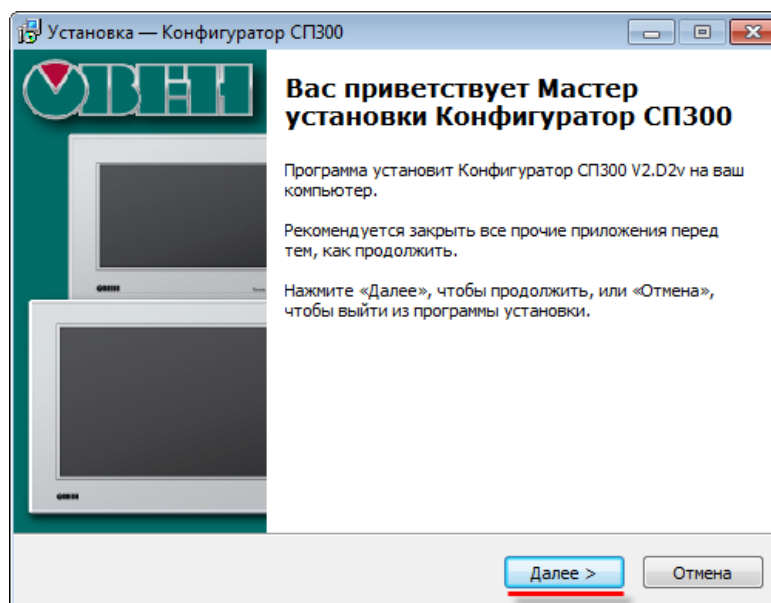 Установка — Конфигуратор СП300
ОВЕН
Вас приветствует Мастер
установки Конфигуратор СП300
Программа установит Конфигуратор СП300 V2.D2v на ваш
компьютер.
Рекомендуется закрыть все прочие приложения перед
тем, как продолжить.
Нажмите «Далее», чтобы продолжить, или «Отмена»,
чтобы выйти из программы установки.
ОВЕН
ОВЕН
Далее >
Отмена